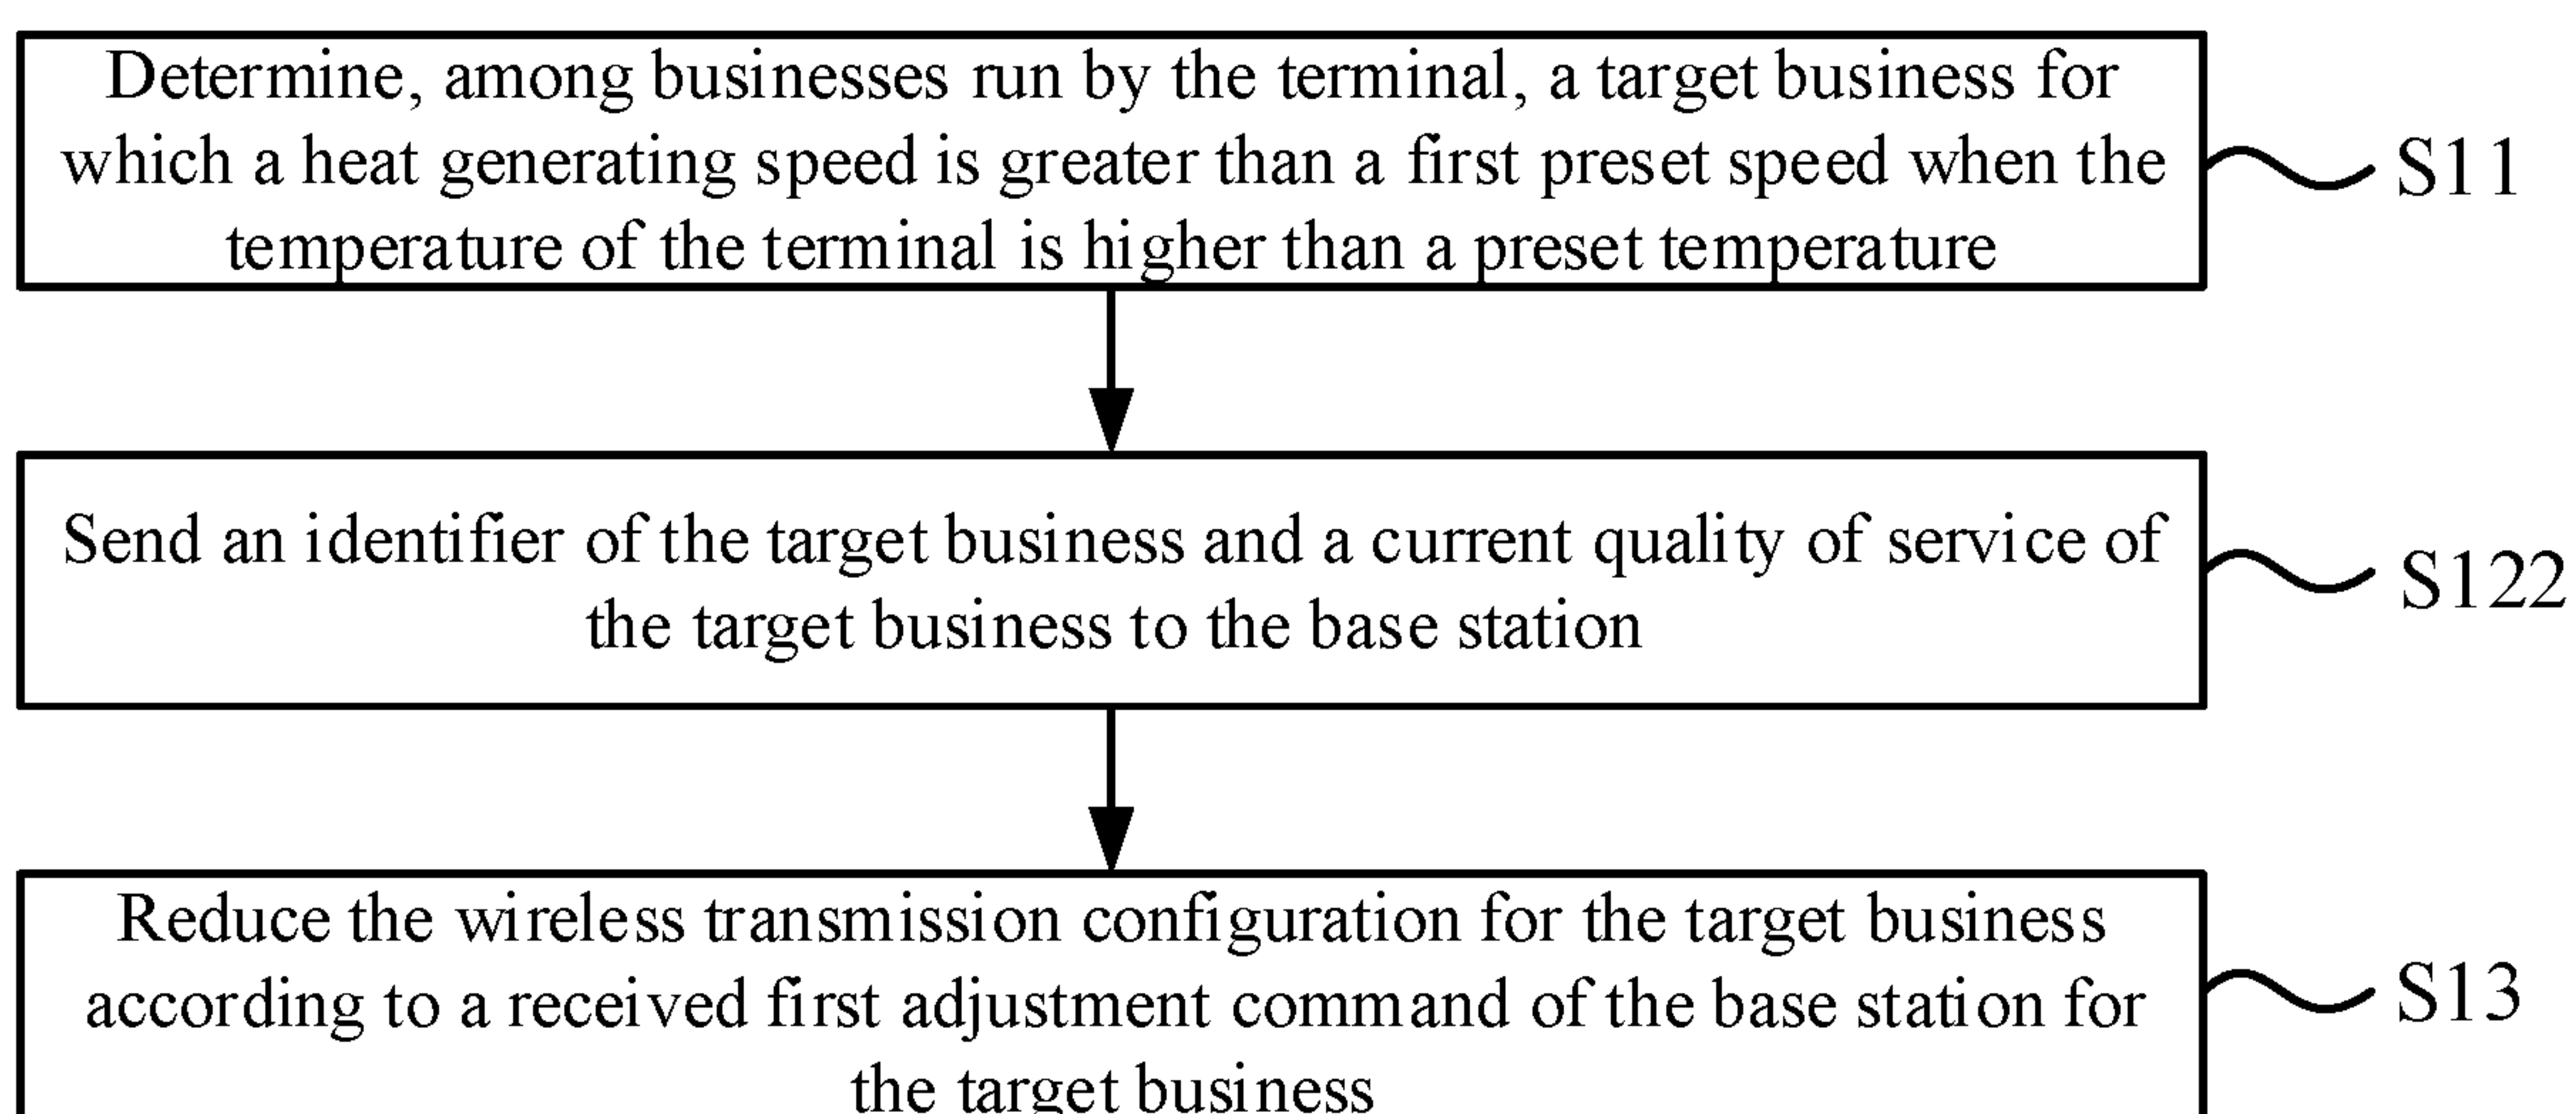 Determine, among businesses run by the terminal, a target business for
which a heat generating speed is greater than a first preset speed when the
temperature of the terminal is higher than a preset temperature
S11
Send an identifier of the target business and a current quality of service of
the target business to the base station
S122
Reduce the wireless transmission configuration for the target business
according to a received first adjustment command of the base station for
the target business
S13